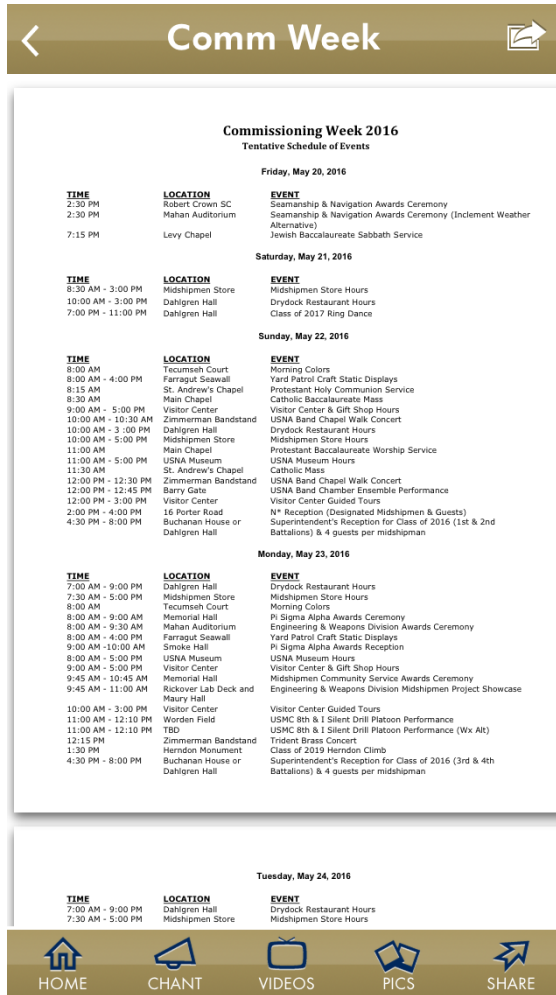 Comm Week
Commissioning Week 2016
Tentative Schedule of Events
Friday, May 20, 2016
TIME LOCATION EVENT
2:30 PM Robert Crown SC Seamanship & Navigation Awards Ceremony
2:30 PM Mahan Auditorium Seamanship & Navigation Awards Ceremony (Inclement Weather
Alternative)
7:15 PM Levy Chapel Jewish Baccalaureate Sabbath Service
Saturday, May 21, 2016
TIME LOCATION EVENT
8:30 AM - 3:00 PM Midshipmen Store Midshipmen Store Hours
10:00 AM - 3:00 PM Dahlgren Hall Drydock Restaurant Hours
7:00 PM - 11:00 PM Dahlgren Hall Class of 2017 Ring Dance
Sunday, May 22, 2016
TIME LOCATION EVENT
8:00 AM Tecumseh Court Morning Colors
8:00 AM - 4:00 PM Farragut Seawall Yard Patrol Craft Static Displays
8:15 AM St. Andrew's Chapel Protestant Holy Communion Service
8:30 AM Main Chapel Catholic Baccalaureate Mass
9:00 AM - 5:00 PM Visitor Center Visitor Center & Gift Shop Hours
10:00 AM - 10:30 AM Zimmerman Bandstand USNA Band Chapel Walk Concert
10:00 AM - 3 :00 PM Dahlgren Hall Drydock Restaurant Hours
10:00 AM - 5:00 PM Midshipmen Store Midshipmen Store Hours
11:00 AM Main Chapel Protestant Baccalaureate Worship Service
11:00 AM - 5:00 PM USNA Museum USNA Museum Hours
11:30 AM St. Andrew's Chapel Catholic Mass
12:00 PM - 12:30 PM Zimmerman Bandstand USNA Band Chapel Walk Concert
12:00 PM - 12:45 PM Barry Gate USNA Band Chamber Ensemble Performance
12:00 PM - 3:00 PM Visitor Center Visitor Center Guided Tours
2:00 PM - 4:00 PM 16 Porter Road N* Reception (Designated Midshipmen & Guests)
4:30 PM - 8:00 PM Buchanan House or Superintendent's Reception for Class of 2016 (1st & 2nd
Dahlgren Hall Battalions) & 4 guests per midshipman
Monday, May 23, 2016
TIME LOCATION EVENT
7:00 AM - 9:00 PM Dahlgren Hall Drydock Restaurant Hours
7:30 AM - 5:00 PM Midshipmen Store Midshipmen Store Hours
8:00 AM Tecumseh Court Morning Colors
8:00 AM - 9:00 AM Memorial Hall Pi Sigma Alpha Awards Ceremony
8:00 AM - 9:30 AM Mahan Auditorium Engineering & Weapons Division Awards Ceremony
8:00 AM - 4:00 PM Farragut Seawall Yard Patrol Craft Static Displays
9:00 AM -10:00 AM Smoke Hall Pi Sigma Alpha Awards Reception
8:00 AM - 5:00 PM USNA Museum USNA Museum Hours
9:00 AM - 5:00 PM Visitor Center Visitor Center & Gift Shop Hours
9:45 AM - 10:45 AM Memorial Hall Midshipmen Community Service Awards Ceremony
9:45 AM - 11:00 AM Rickover Lab Deck and Engineering & Weapons Division Midshipmen Project Showcase
Maury Hall
10:00 AM - 3:00 PM Visitor Center Visitor Center Guided Tours
11:00 AM - 12:10 PM Worden Field USMC 8th & I Silent Drill Platoon Performance
11:00 AM - 12:10 PM TBD USMC 8th & I Silent Drill Platoon Performance (Wx Alt)
12:15 PM Zimmerman Bandstand Trident Brass Concert
1:30 PM Herndon Monument Class of 2019 Herndon Climb
4:30 PM - 8:00 PM Buchanan House or Superintendent's Reception for Class of 2016 (3rd & 4th
Dahlgren Hall Battalions) & 4 guests per midshipman
Tuesday, May 24, 2016
TIME LOCATION EVENT
7:00 AM - 9:00 PM Dahlgren Hall Drydock Restaurant Hours
7:30 AM - 5:00 PM Midshipmen Store Midshipmen Store Hours
HOME CHANT VIDEOS PICS SHARE